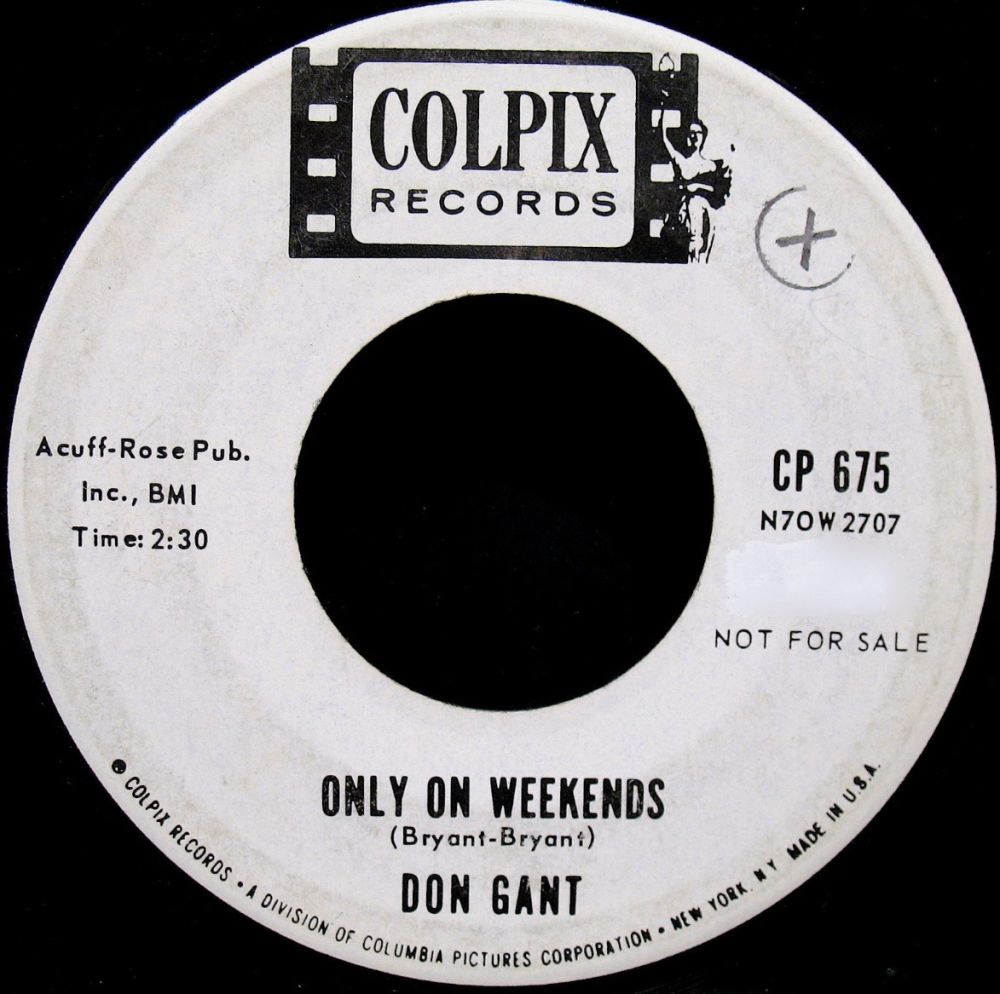 COLPIX
RECORDS
+
Acuff-Rose Pub.
Inc., BMI
Time: 2:30
CP 675
N7OW 2707
NOT FOR SALE
ONLY ON WEEKENDS
(Bryant-Bryant)
DON GANT
● COLPIX RECORDS • A DIVISION OF COLUMBIA PICTURES CORPORATION • NEW YORK, N.Y. MADE IN U.S.A.